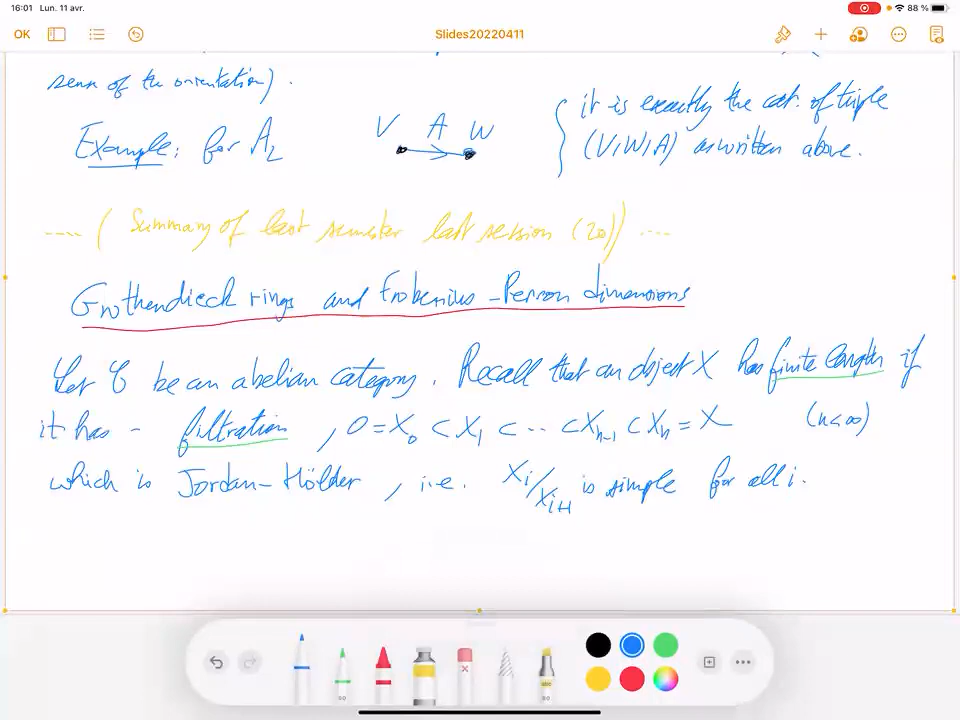 16:01 Lun. 11 avr. 88 %
OK Slides20220411
sense of the orientation).
Example: for A₂ V A W { it is exactly the cat. of triple
(V,W,A) as written above.
..... ( Summary of last semester last session (20)) ....
Grothendieck rings and Frobenius-Perron dimensions
Let C be an abelian category. Recall that an object X has finite length if
it has a filtration, 0 = X₀ ⊂ X₁ ⊂ ... ⊂ Xₙ₋₁ ⊂ Xₙ = X (n<∞)
which is Jordan-Hölder, i.e. Xi/Xi-1 is simple for all i.